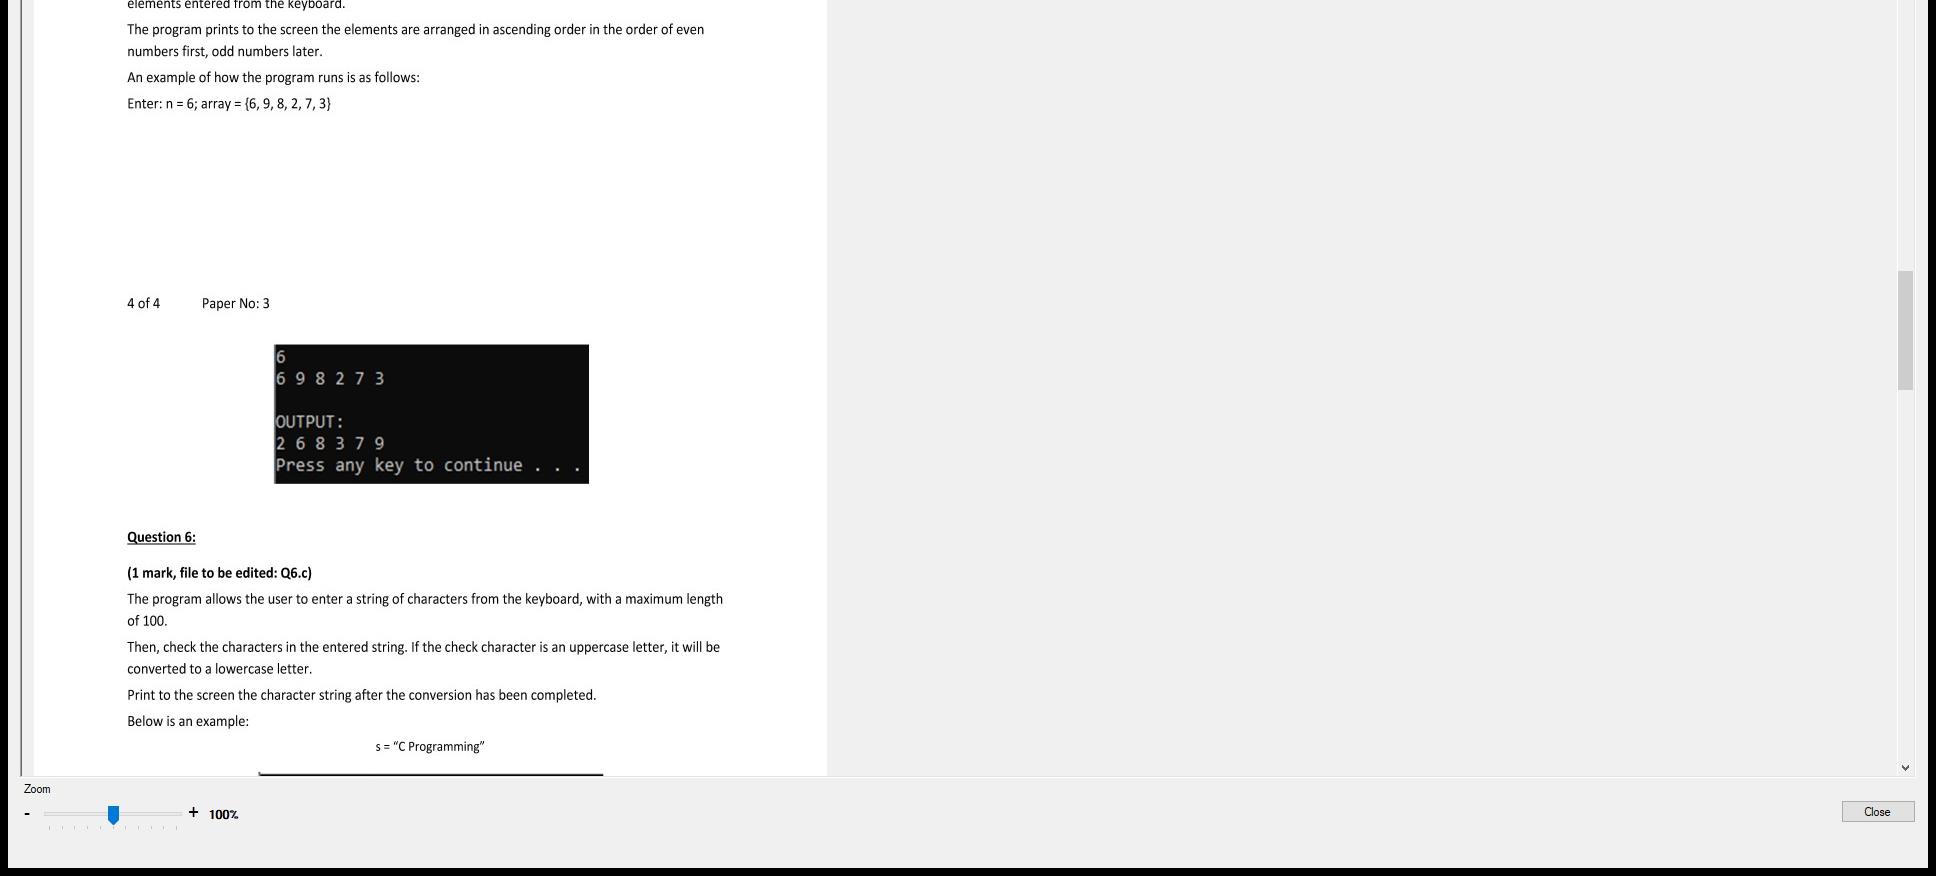 elements entered from the keyboard.
The program prints to the screen the elements are arranged in ascending order in the order of even
numbers first, odd numbers later.
An example of how the program runs is as follows:
Enter: n = 6; array = {6, 9, 8, 2, 7, 3}
4 of 4 Paper No: 3
6
6 9 8 2 7 3
OUTPUT:
2 6 8 3 7 9
Press any key to continue . . .
Question 6:
(1 mark, file to be edited: Q6.c)
The program allows the user to enter a string of characters from the keyboard, with a maximum length
of 100.
Then, check the characters in the entered string. If the check character is an uppercase letter, it will be
converted to a lowercase letter.
Print to the screen the character string after the conversion has been completed.
Below is an example:
s = “C Programming”
Zoom
- + 100%
Close